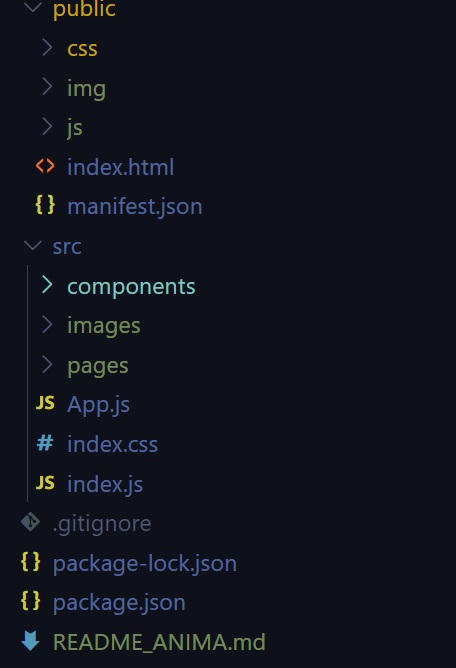 public
css
img
js
<> index.html
{} manifest.json
src
components
images
pages
JS App.js
# index.css
JS index.js
.gitignore
{} package-lock.json
{} package.json
README_ANIMA.md